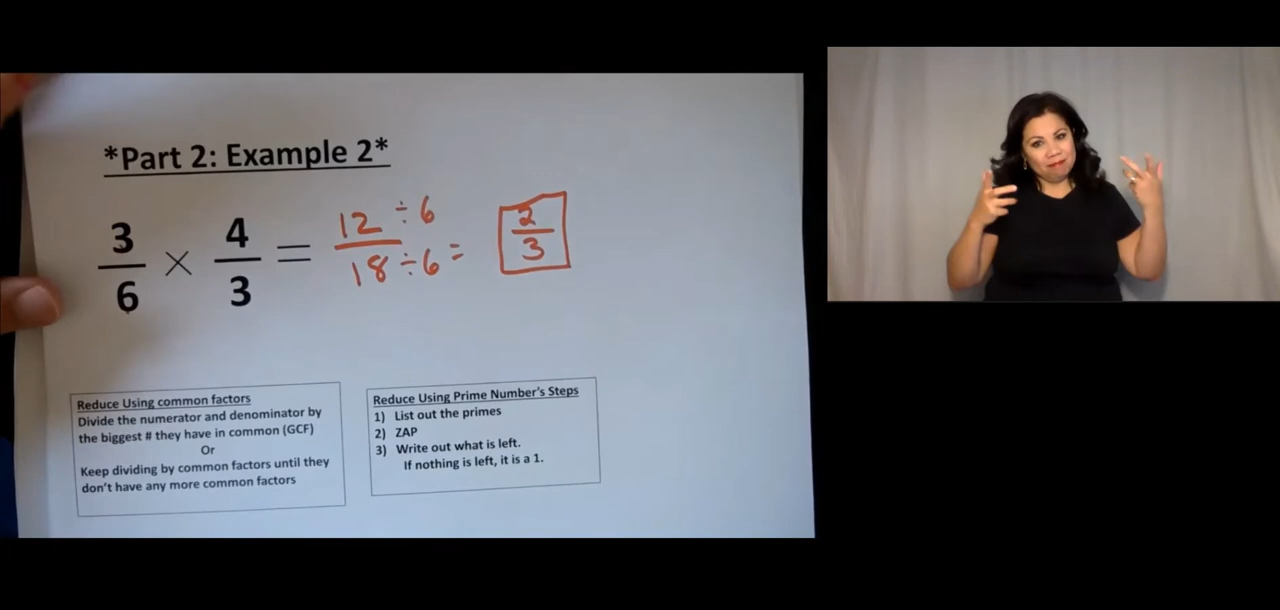 *Part 2: Example 2*
3/6 × 4/3 = 12 ÷6 / 18 ÷6 = 2/3
Reduce Using common factors
Divide the numerator and denominator by
the biggest # they have in common (GCF)
Or
Keep dividing by common factors until they
don't have any more common factors
Reduce Using Prime Number's Steps
1) List out the primes
2) ZAP
3) Write out what is left.
If nothing is left, it is a 1.